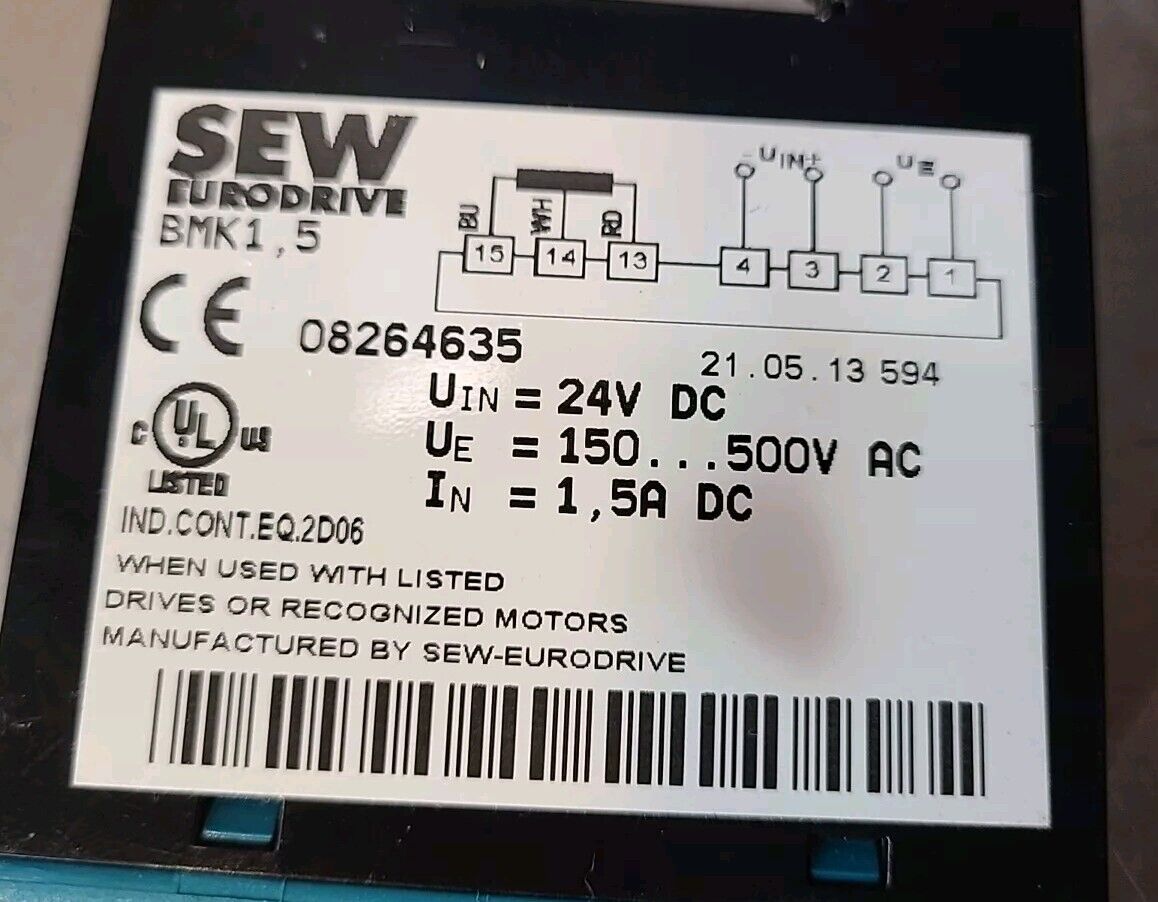 SEW
EURODRIVE
BMK1,5
BU WH RD
- UIN+
UE
15 14 13 4 3 2 1
CE
08264635
21.05.13 594
UIN = 24V DC
UE = 150...500V AC
IN = 1,5A DC
C UL US
LISTED
IND.CONT.EQ.2D06
WHEN USED WITH LISTED
DRIVES OR RECOGNIZED MOTORS
MANUFACTURED BY SEW-EURODRIVE